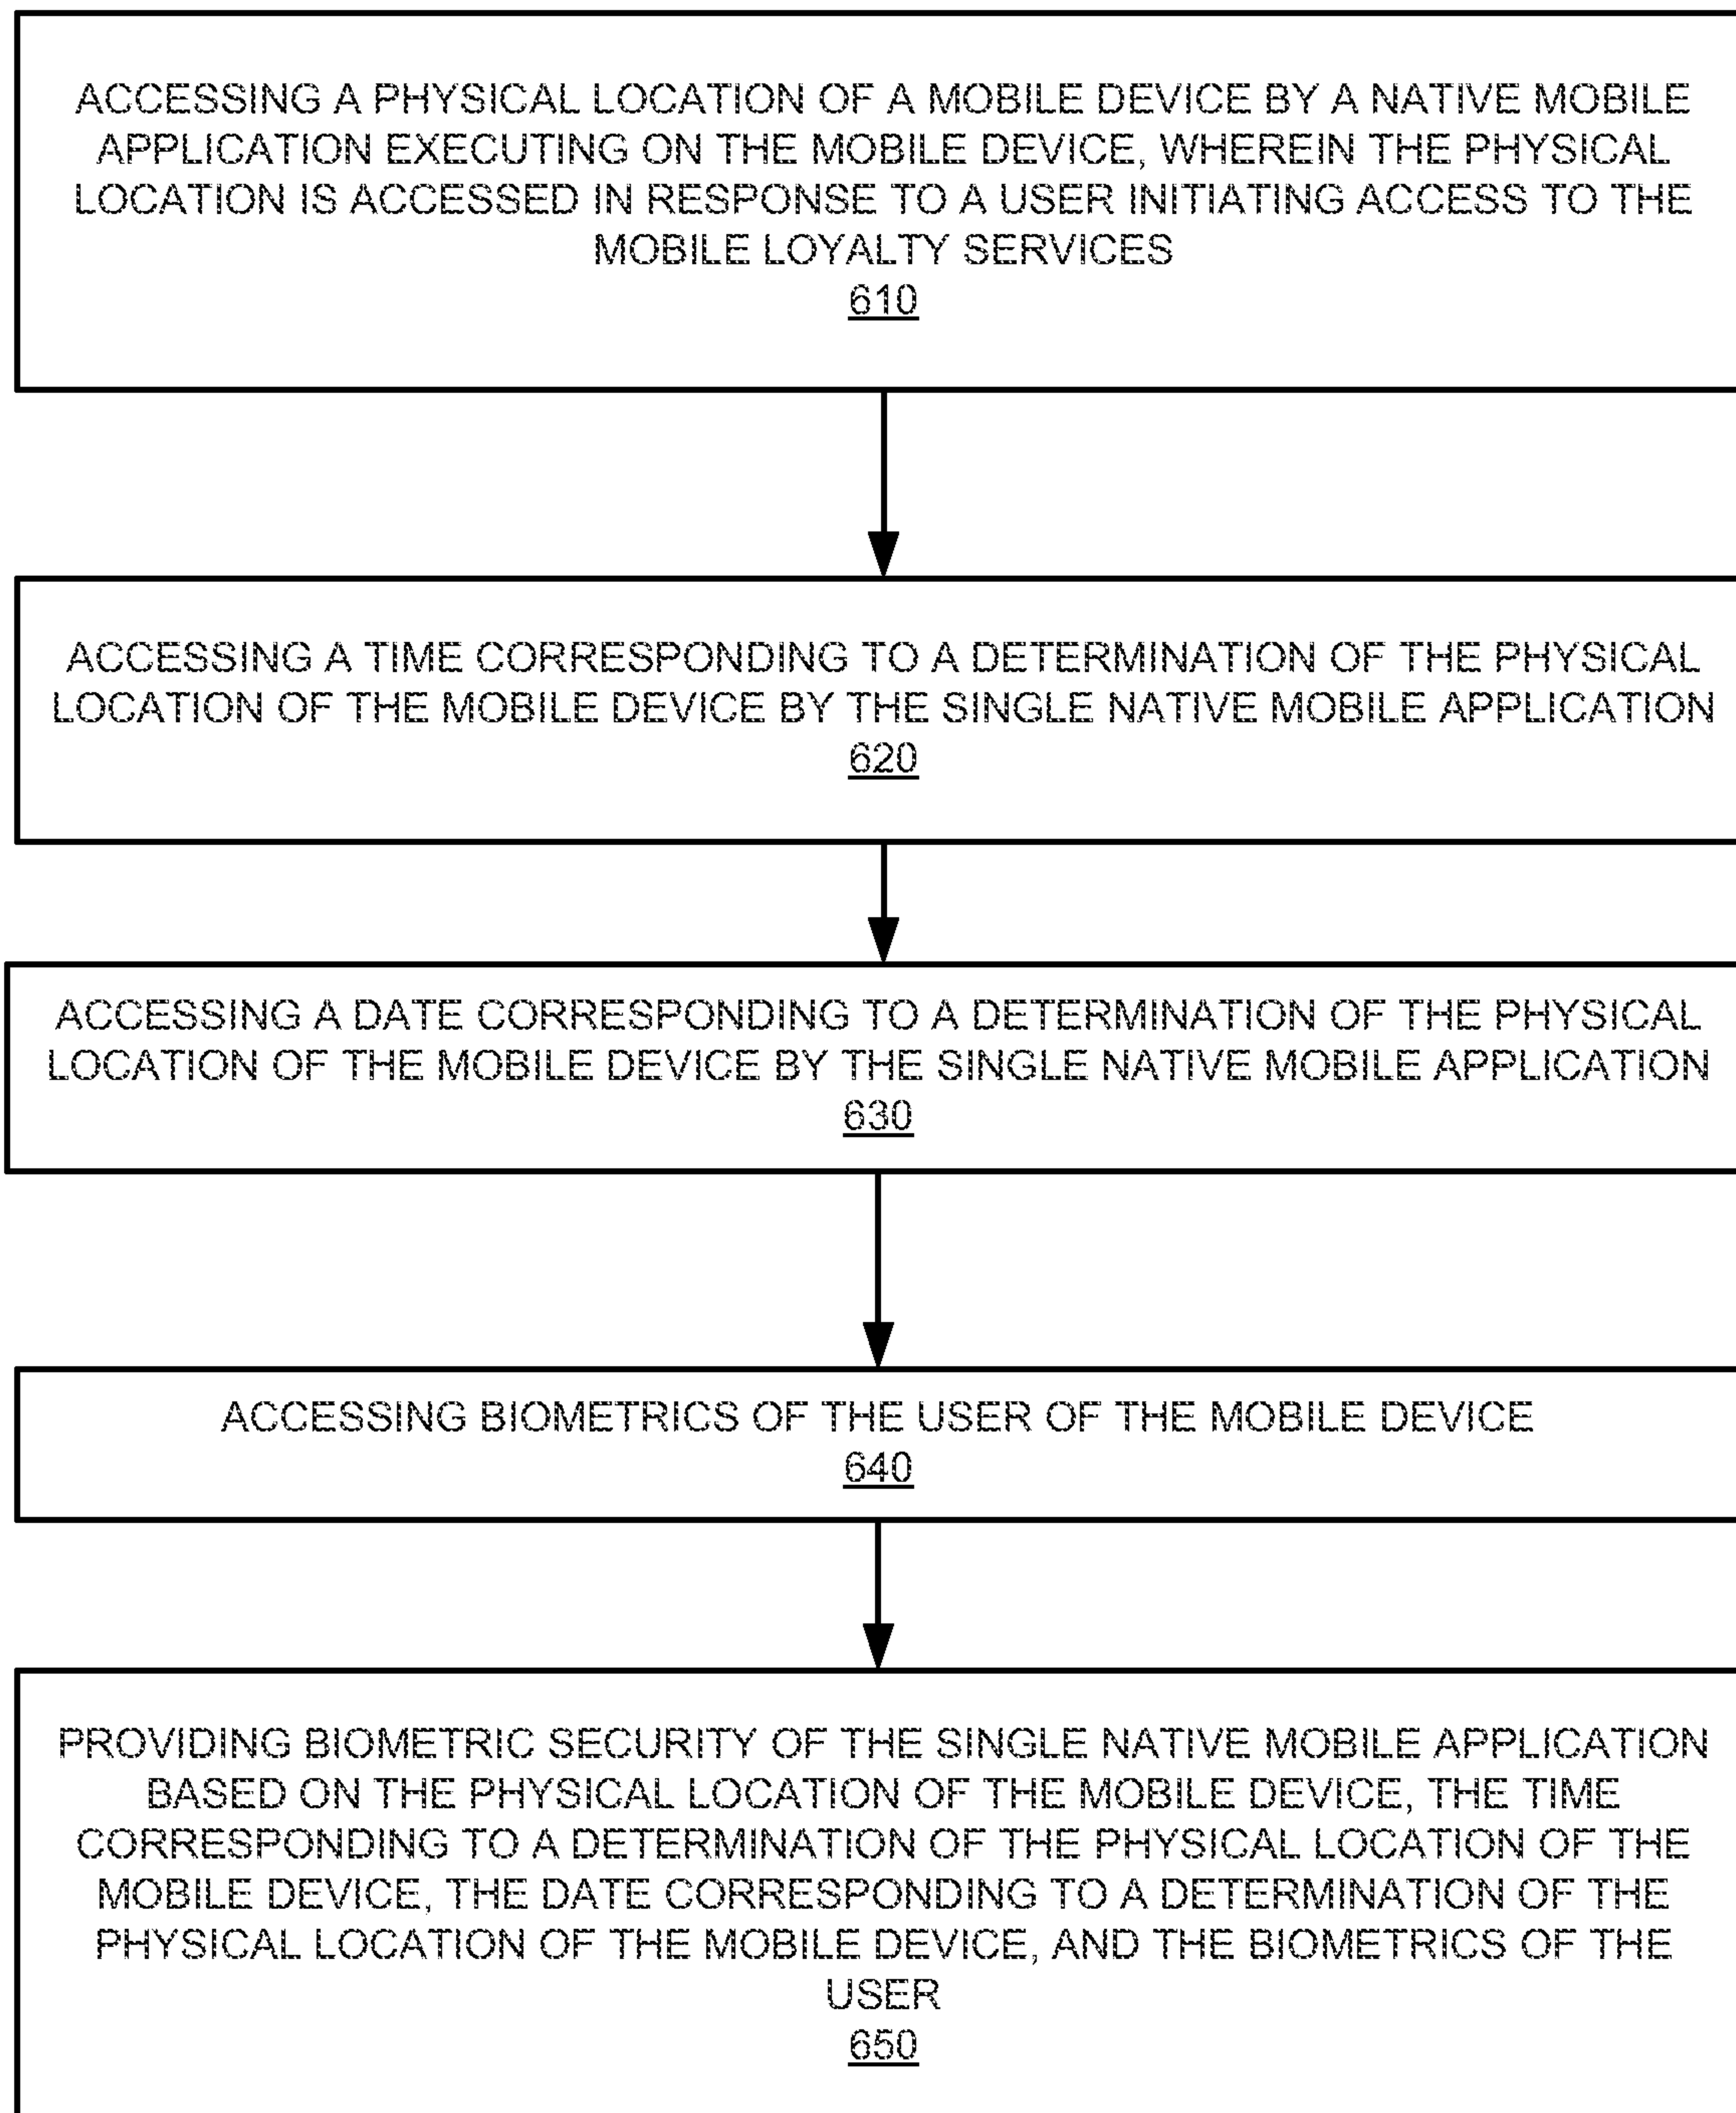 ACCESSING A PHYSICAL LOCATION OF A MOBILE DEVICE BY A NATIVE MOBILE
APPLICATION EXECUTING ON THE MOBILE DEVICE, WHEREIN THE PHYSICAL
LOCATION IS ACCESSED IN RESPONSE TO A USER INITIATING ACCESS TO THE
MOBILE LOYALTY SERVICES
610
ACCESSING A TIME CORRESPONDING TO A DETERMINATION OF THE PHYSICAL
LOCATION OF THE MOBILE DEVICE BY THE SINGLE NATIVE MOBILE APPLICATION
620
ACCESSING A DATE CORRESPONDING TO A DETERMINATION OF THE PHYSICAL
LOCATION OF THE MOBILE DEVICE BY THE SINGLE NATIVE MOBILE APPLICATION
630
ACCESSING BIOMETRICS OF THE USER OF THE MOBILE DEVICE
640
PROVIDING BIOMETRIC SECURITY OF THE SINGLE NATIVE MOBILE APPLICATION
BASED ON THE PHYSICAL LOCATION OF THE MOBILE DEVICE, THE TIME
CORRESPONDING TO A DETERMINATION OF THE PHYSICAL LOCATION OF THE
MOBILE DEVICE, THE DATE CORRESPONDING TO A DETERMINATION OF THE
PHYSICAL LOCATION OF THE MOBILE DEVICE, AND THE BIOMETRICS OF THE
USER
650